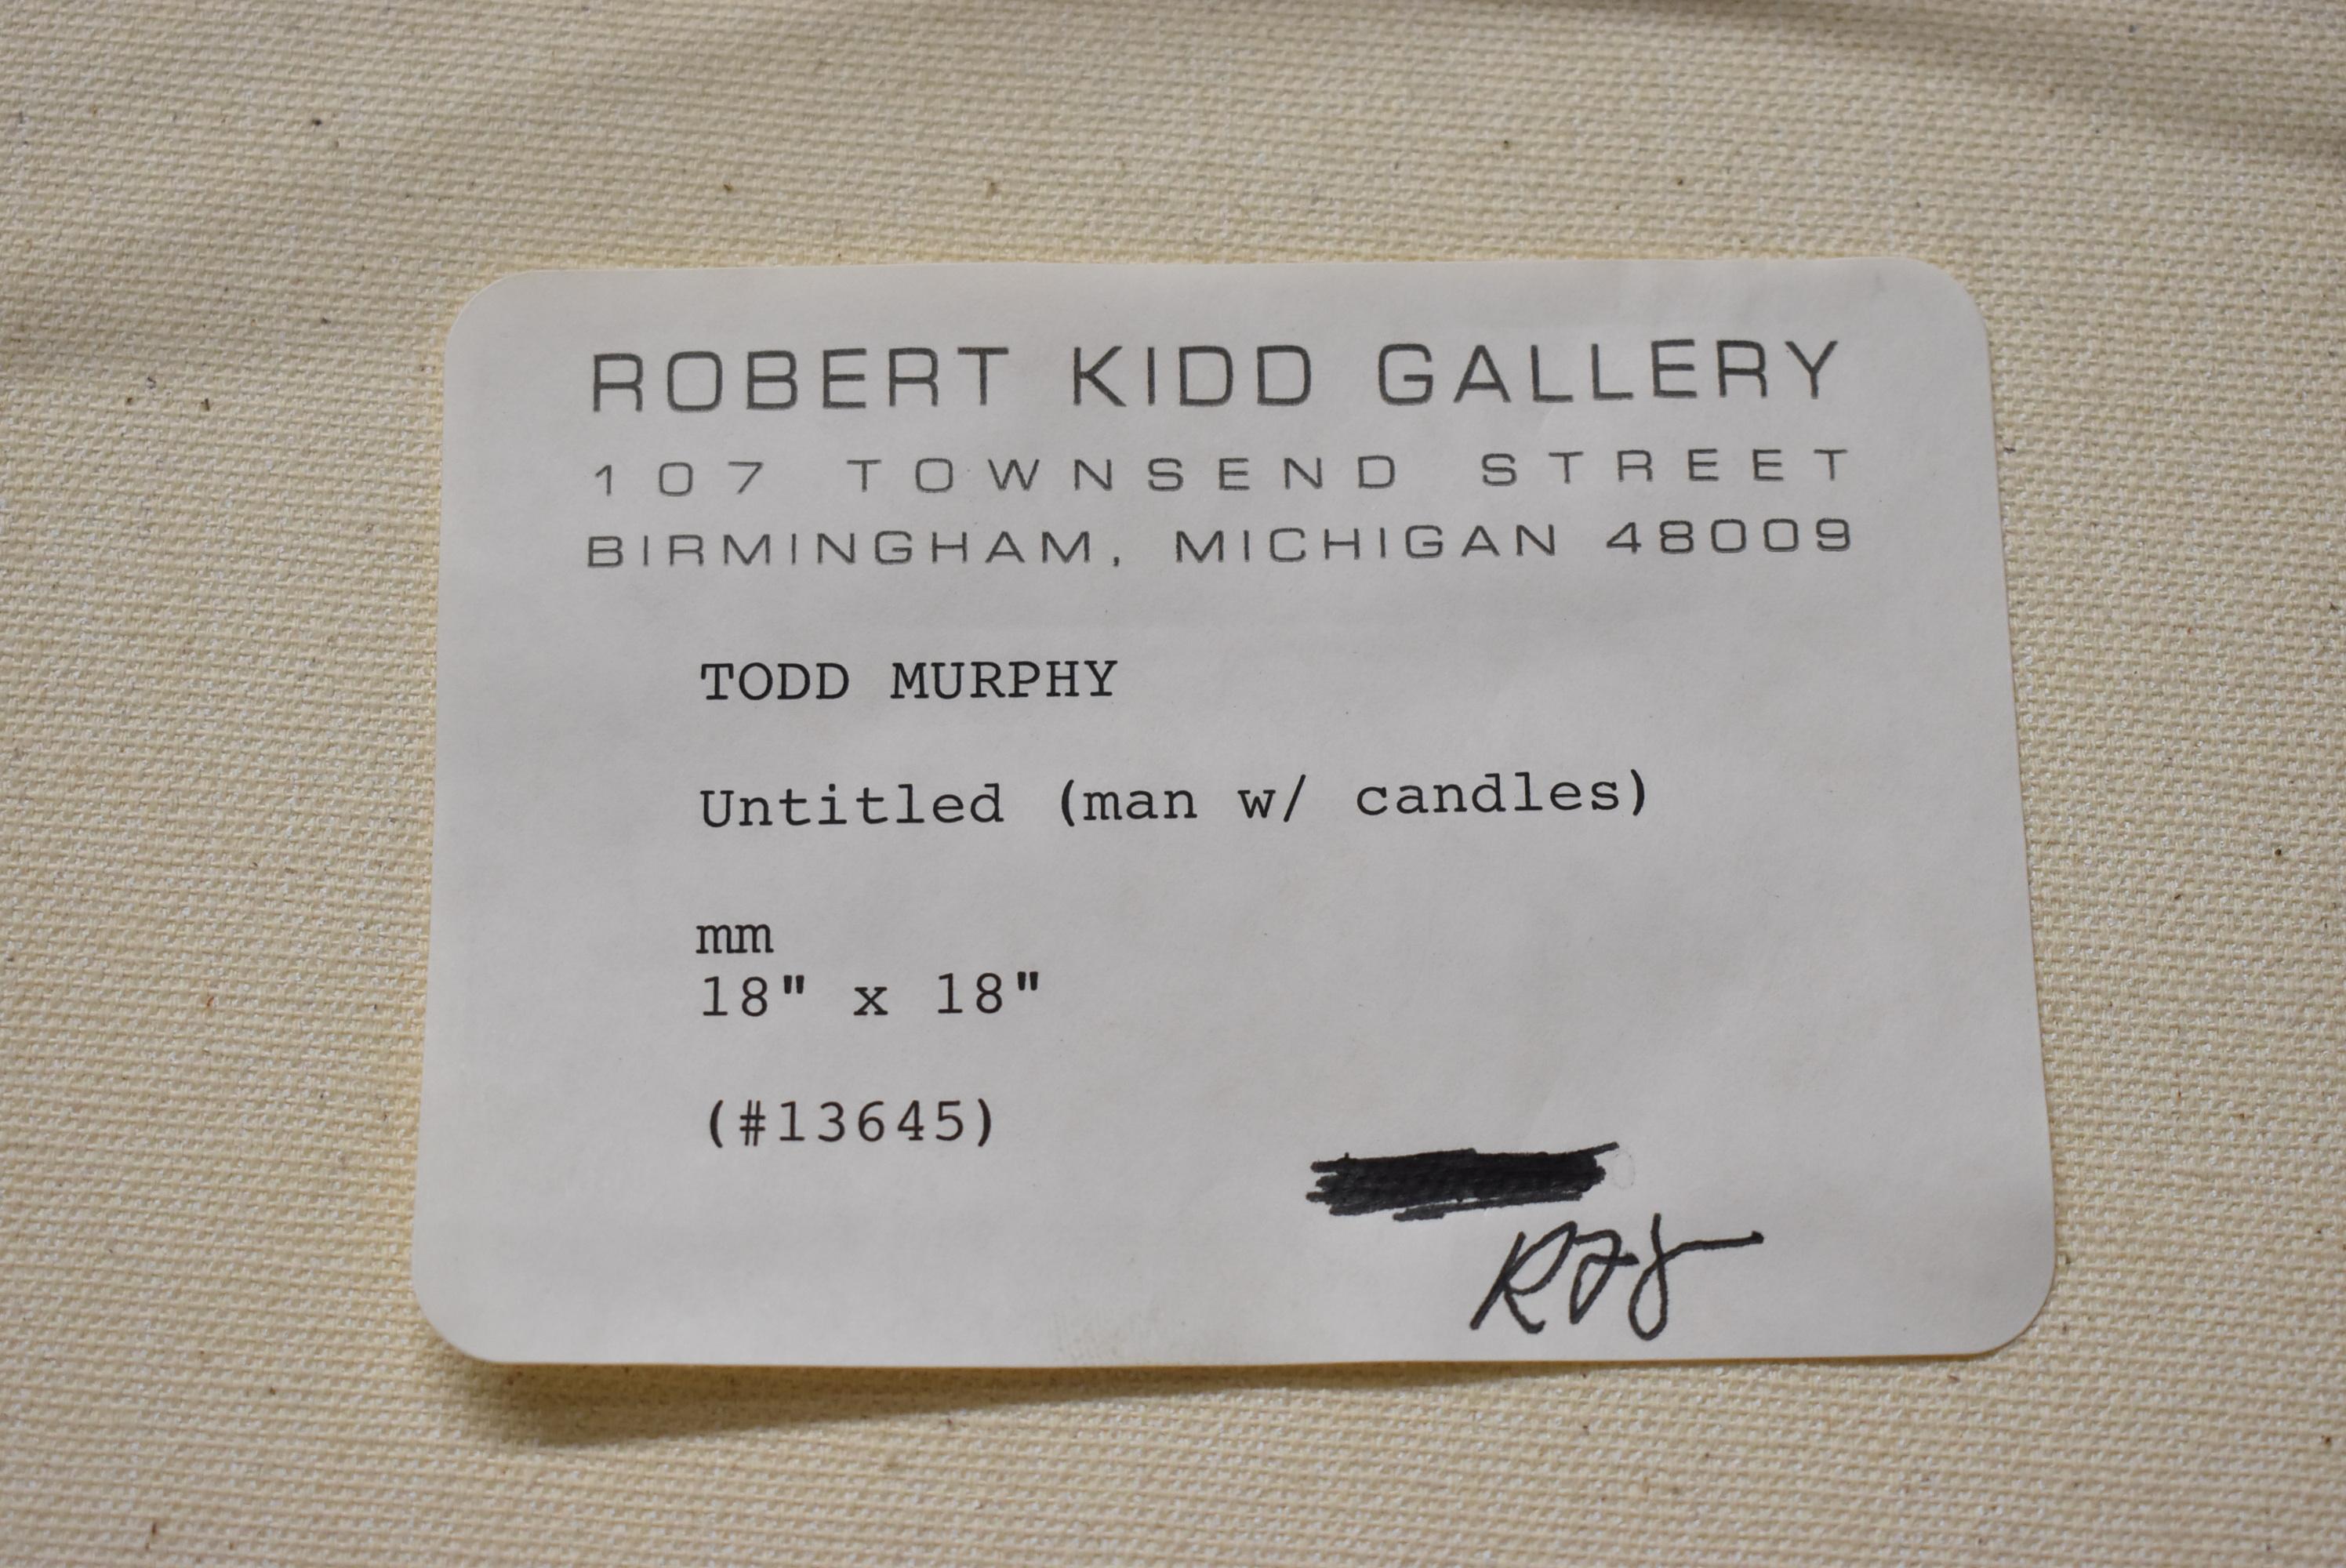 ROBERT KIDD GALLERY
107 TOWNSEND STREET
BIRMINGHAM, MICHIGAN 48009
TODD MURPHY
Untitled (man w/ candles)
mm
18" x 18"
(#13645)